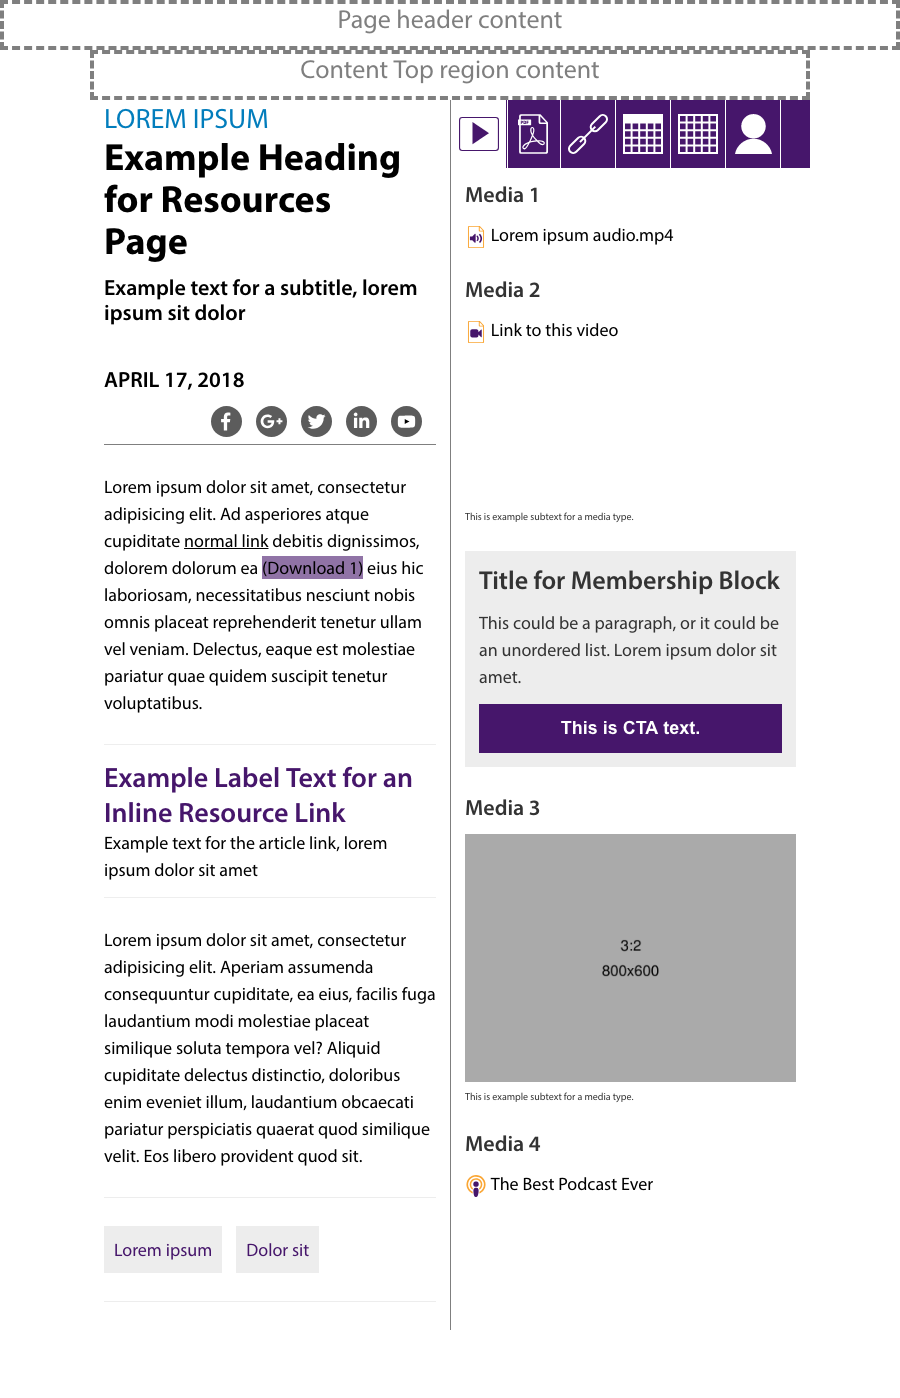 Page header content
Content Top region content
LOREM IPSUM
Example Heading
for Resources
Page
Example text for a subtitle, lorem
ipsum sit dolor
APRIL 17, 2018
Lorem ipsum dolor sit amet, consectetur
adipisicing elit. Ad asperiores atque
cupiditate normal link debitis dignissimos,
dolorem dolorum ea (Download 1) eius hic
laboriosam, necessitatibus nesciunt nobis
omnis placeat reprehenderit tenetur ullam
vel veniam. Delectus, eaque est molestiae
pariatur quae quidem suscipit tenetur
voluptatibus.
Example Label Text for an
Inline Resource Link
Example text for the article link, lorem
ipsum dolor sit amet
Lorem ipsum dolor sit amet, consectetur
adipisicing elit. Aperiam assumenda
consequuntur cupiditate, ea eius, facilis fuga
laudantium modi molestiae placeat
similique soluta tempora vel? Aliquid
cupiditate delectus distinctio, doloribus
enim eveniet illum, laudantium obcaecati
pariatur perspiciatis quaerat quod similique
velit. Eos libero provident quod sit.
Lorem ipsum
Dolor sit
PDF
Media 1
Lorem ipsum audio.mp4
Media 2
Link to this video
This is example subtext for a media type.
Title for Membership Block
This could be a paragraph, or it could be
an unordered list. Lorem ipsum dolor sit
amet.
This is CTA text.
Media 3
3:2
800x600
This is example subtext for a media type.
Media 4
The Best Podcast Ever